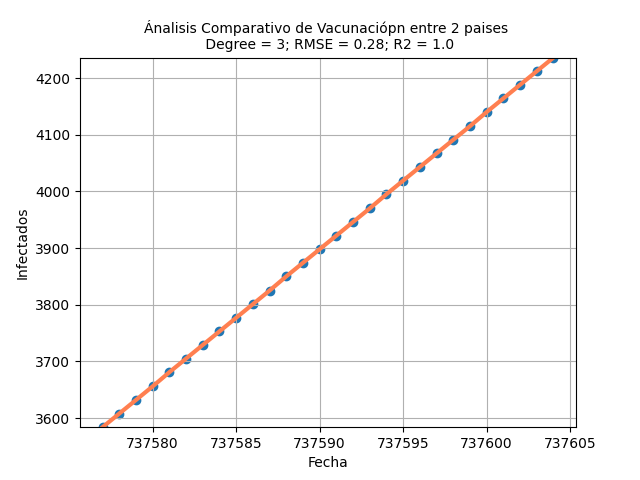 Ánalisis Comparativo de Vacunaciópn entre 2 paises
Degree = 3; RMSE = 0.28; R2 = 1.0
4200
4100
4000
3900
3800
3700
3600
Infectados
737580 737585 737590 737595 737600 737605
Fecha